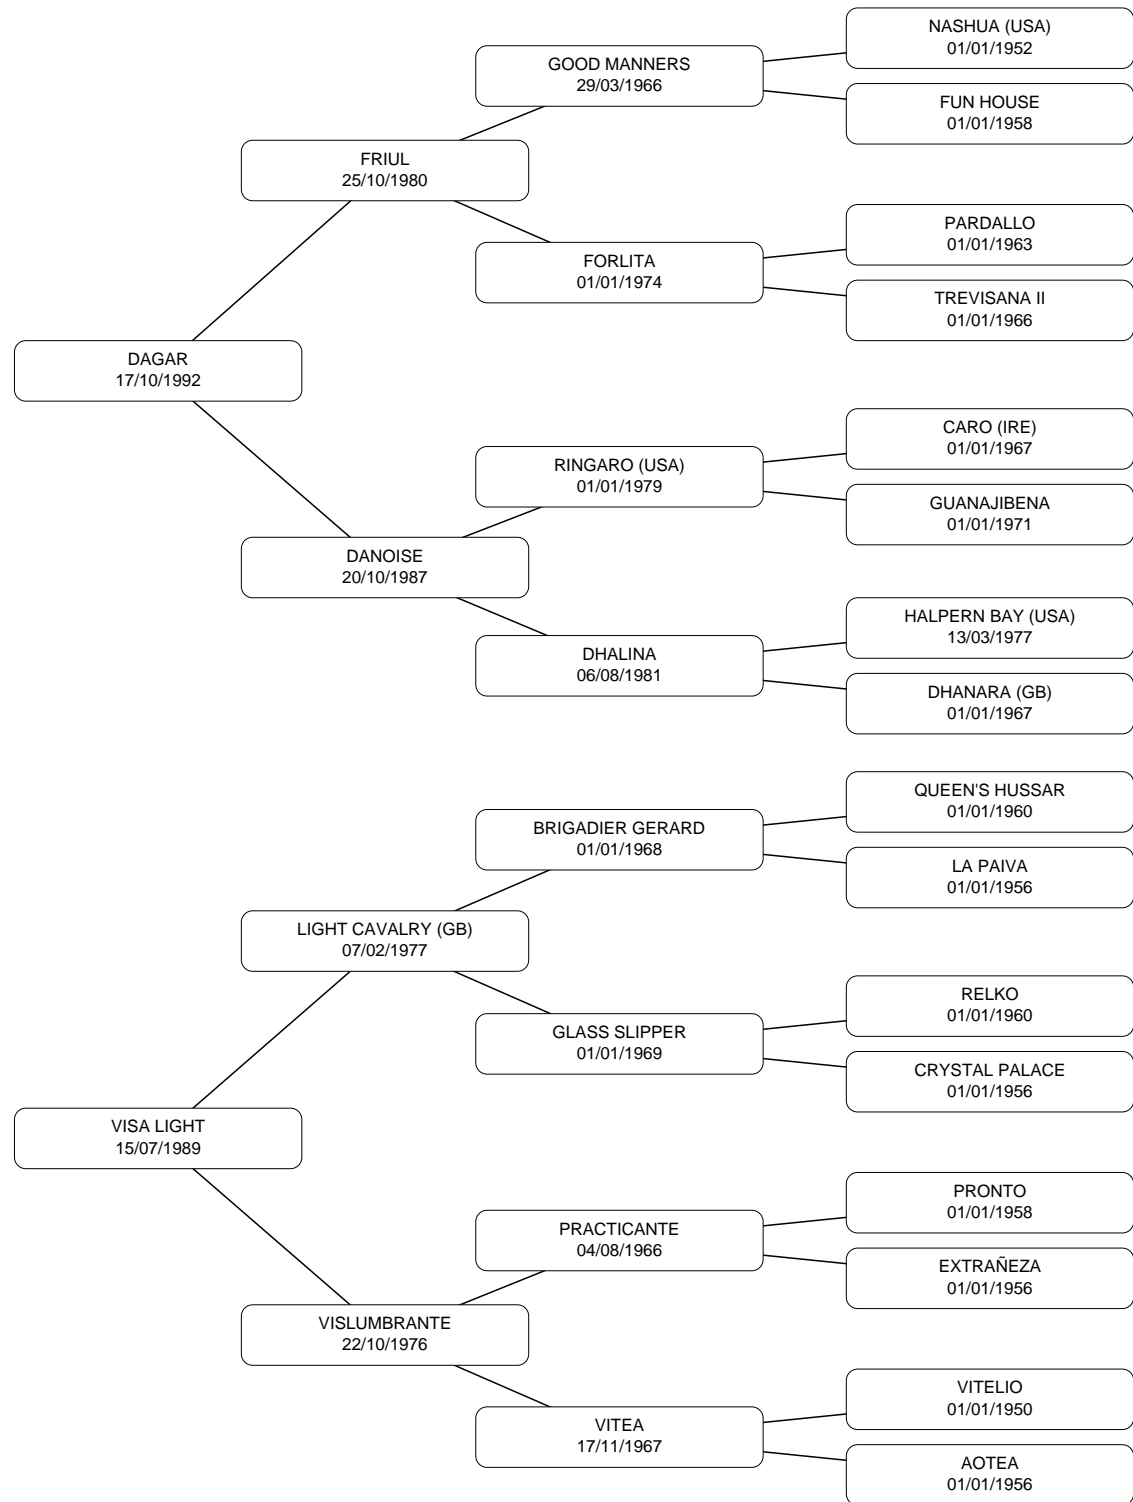 NASHUA (USA)
01/01/1952
GOOD MANNERS
29/03/1966
FUN HOUSE
01/01/1958
FRIUL
25/10/1980
PARDALLO
01/01/1963
FORLITA
01/01/1974
TREVISANA II
01/01/1966
DAGAR
17/10/1992
CARO (IRE)
01/01/1967
RINGARO (USA)
01/01/1979
GUANAJIBENA
01/01/1971
DANOISE
20/10/1987
HALPERN BAY (USA)
13/03/1977
DHALINA
06/08/1981
DHANARA (GB)
01/01/1967
QUEEN'S HUSSAR
01/01/1960
BRIGADIER GERARD
01/01/1968
LA PAIVA
01/01/1956
LIGHT CAVALRY (GB)
07/02/1977
RELKO
01/01/1960
GLASS SLIPPER
01/01/1969
CRYSTAL PALACE
01/01/1956
VISA LIGHT
15/07/1989
PRONTO
01/01/1958
PRACTICANTE
04/08/1966
EXTRAÑEZA
01/01/1956
VISLUMBRANTE
22/10/1976
VITELIO
01/01/1950
VITEA
17/11/1967
AOTEA
01/01/1956